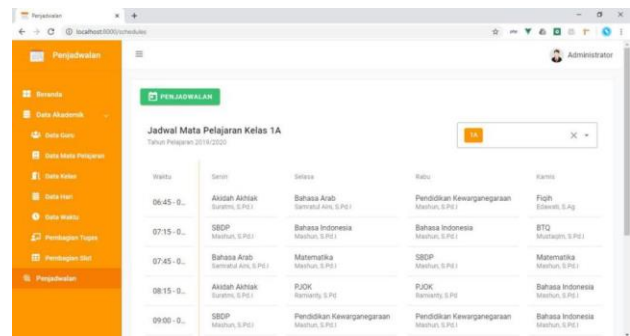 Penjadwalan
localhost:8000/schedules
Penjadwalan
Administrator
Beranda
Data Akademik
Data Guru
Data Mata Pelajaran
Data Kelas
Data Hari
Data Waktu
Pembagian Tugas
Pembagian Slot
Penjadwalan
PENJADWALAN
Jadwal Mata Pelajaran Kelas 1A
Tahun Pelajaran 2019/2020
1A
Waktu Senin Selasa Rabu Kamis
06:45 - 0... Akidah Akhlak Bahasa Arab Pendidikan Kewarganegaraan Fiqih
Suratmi, S.Pd.I Samratul Aini, S.Pd.I Mashun, S.Pd.I Edawati, S.Ag
07:15 - 0... SBDP Bahasa Indonesia Bahasa Indonesia BTQ
Mashun, S.Pd.I Mashun, S.Pd.I Mashun, S.Pd.I Mustaqim, S.Pd.I
07:45 - 0... Bahasa Arab Matematika SBDP Matematika
Samratul Aini, S.Pd.I Mashun, S.Pd.I Mashun, S.Pd.I Mashun, S.Pd.I
08:15 - 0... Akidah Akhlak PJOK PJOK Bahasa Indonesia
Suratmi, S.Pd.I Ramianty, S.Pd Ramianty, S.Pd Mashun, S.Pd.I
09:00 - 0... SBDP Pendidikan Kewarganegaraan Pendidikan Kewarganegaraan Bahasa Indonesia
Mashun, S.Pd.I Mashun, S.Pd.I Mashun, S.Pd.I Mashun, S.Pd.I